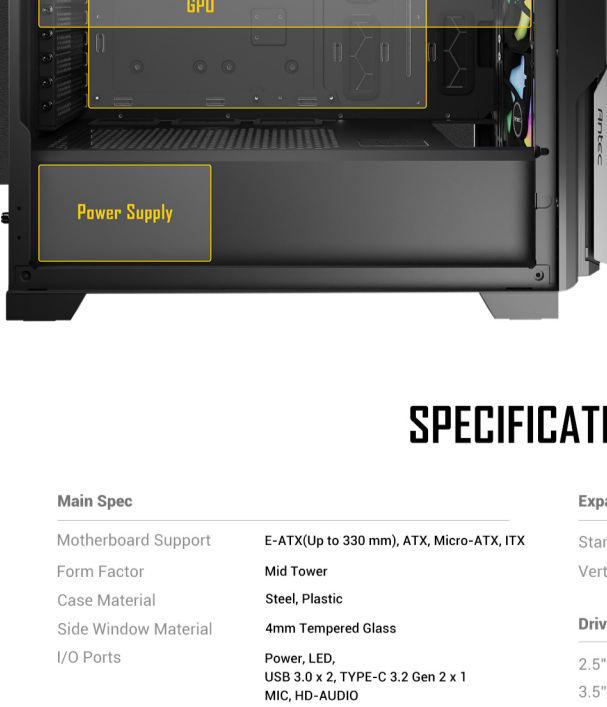 GPU
Antec
Power Supply
SPECIFICATI
Main Spec
Motherboard Support E-ATX(Up to 330 mm), ATX, Micro-ATX, ITX
Form Factor Mid Tower
Case Material Steel, Plastic
Side Window Material 4mm Tempered Glass
I/O Ports Power, LED,
USB 3.0 x 2, TYPE-C 3.2 Gen 2 x 1
MIC, HD-AUDIO
Expa
Star
Vert
Driv
2.5"
3.5"